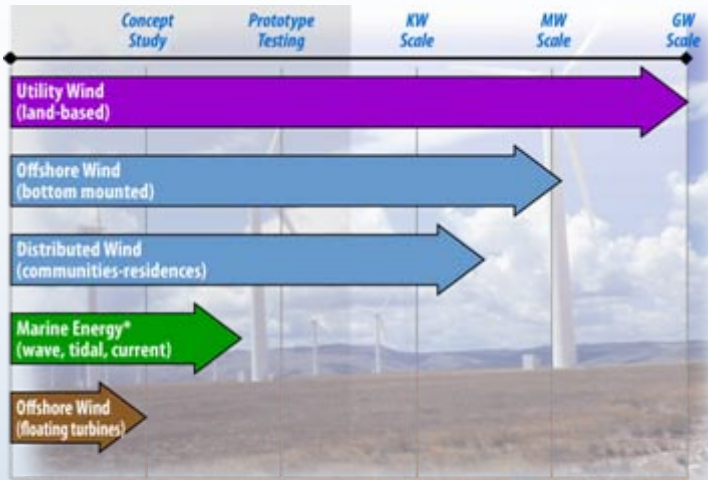 Concept Study
Prototype Testing
KW Scale
MW Scale
GW Scale
Utility Wind
(land-based)
Offshore Wind
(bottom mounted)
Distributed Wind
(communities-residences)
Marine Energy*
(wave, tidal, current)
Offshore Wind
(floating turbines)